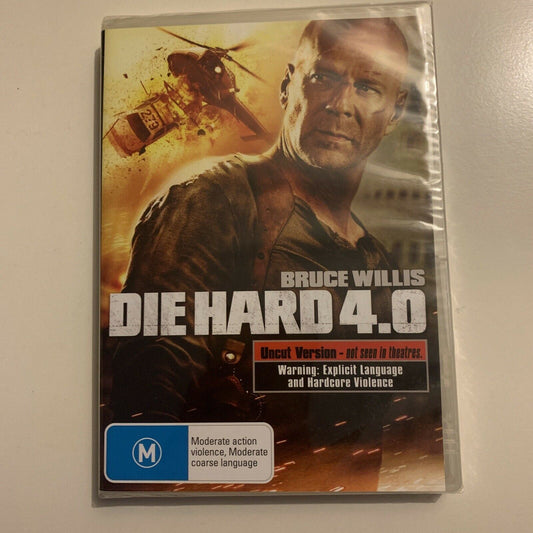 BRUCE WILLIS
DIE HARD 4.0
Uncut Version - not seen in theatres.
Warning: Explicit Language
and Hardcore Violence
M
Moderate action
violence, Moderate
coarse language